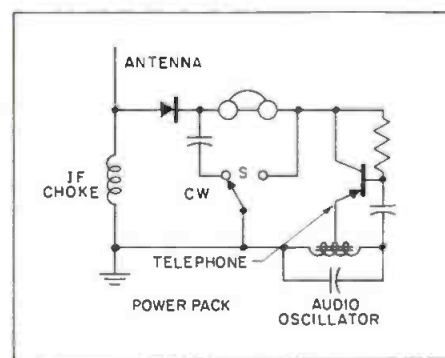 ANTENNA
IF
CHOKE
S
CW
TELEPHONE
POWER PACK
AUDIO
OSCILLATOR